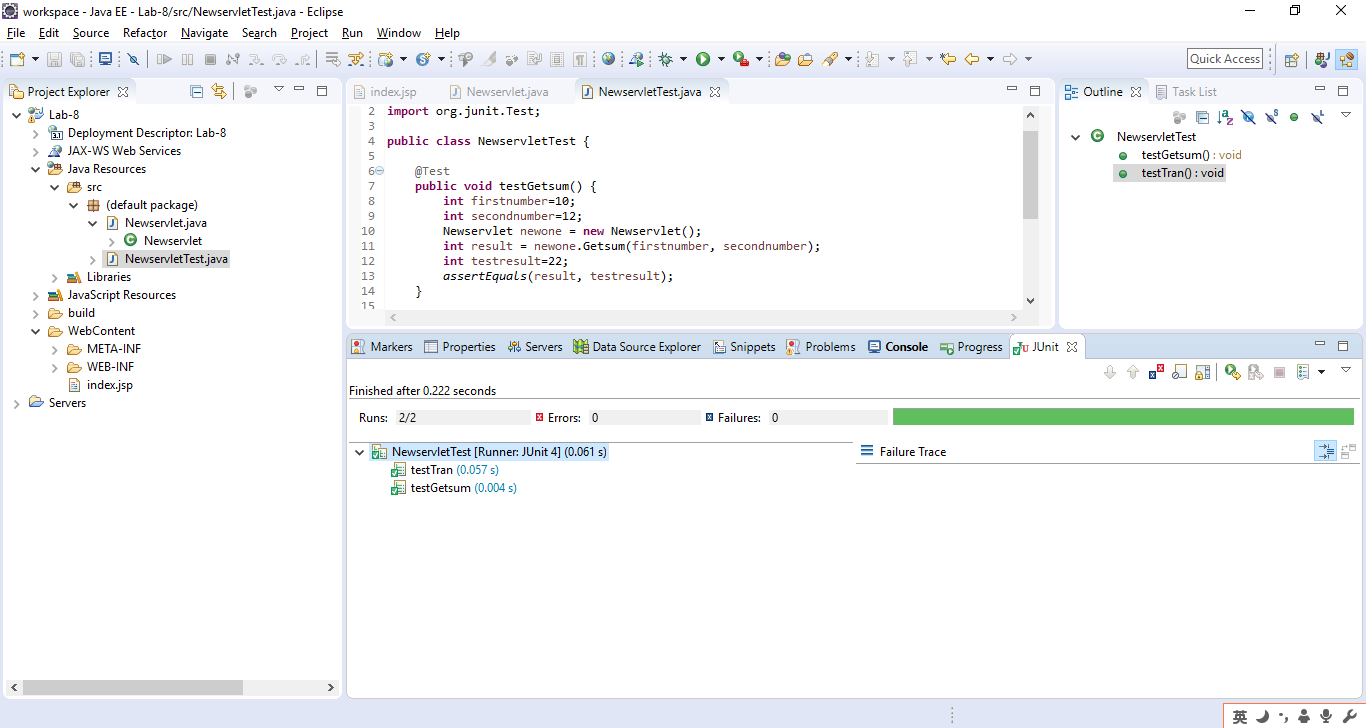 workspace - Java EE - Lab-8/src/NewservletTest.java - Eclipse
File Edit Source Refactor Navigate Search Project Run Window Help
Quick Access
Project Explorer
Lab-8
Deployment Descriptor: Lab-8
JAX-WS Web Services
Java Resources
src
(default package)
Newservlet.java
Newservlet
NewservletTest.java
Libraries
JavaScript Resources
build
WebContent
META-INF
WEB-INF
index.jsp
Servers
index.jsp Newservlet.java NewservletTest.java
2 import org.junit.Test;
3
4 public class NewservletTest {
5
6 @Test
7 public void testGetsum() {
8 int firstnumber=10;
9 int secondnumber=12;
10 Newservlet newone = new Newservlet();
11 int result = newone.Getsum(firstnumber, secondnumber);
12 int testresult=22;
13 assertEquals(result, testresult);
14 }
15
Outline Task List
NewservletTest
testGetsum() : void
testTran() : void
Markers Properties Servers Data Source Explorer Snippets Problems Console Progress JUnit
Finished after 0.222 seconds
Runs: 2/2 Errors: 0 Failures: 0
NewservletTest [Runner: JUnit 4] (0.061 s)
testTran (0.057 s)
testGetsum (0.004 s)
Failure Trace
英